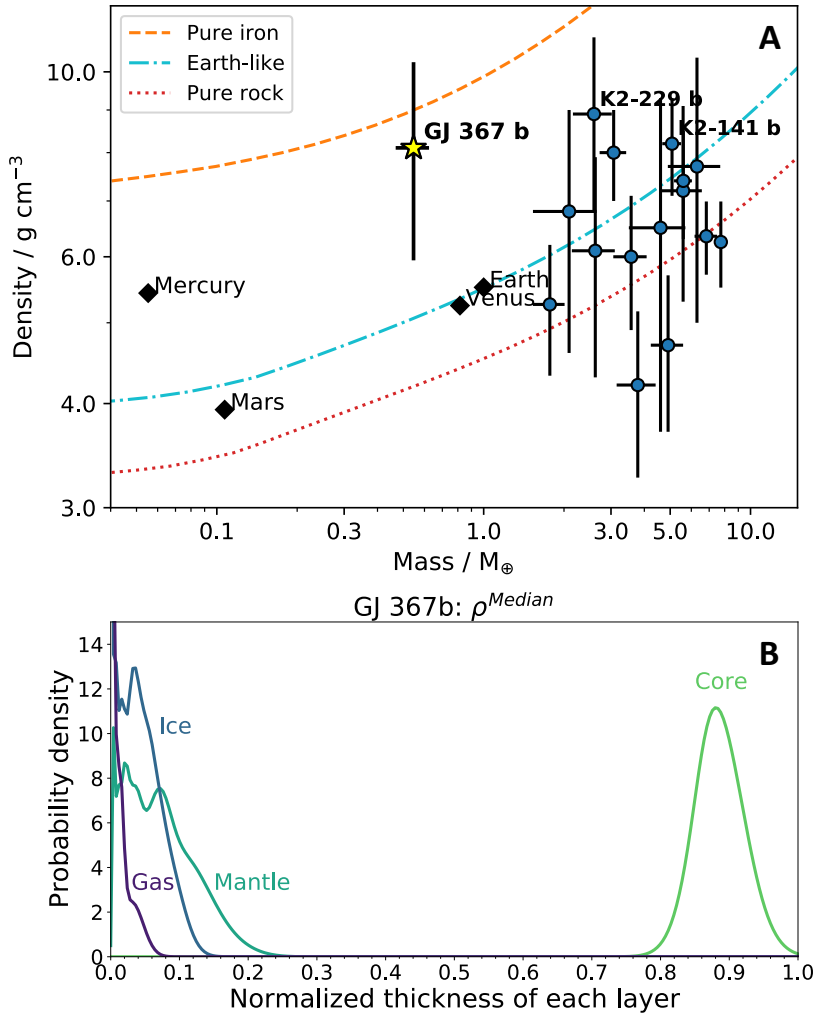 Pure iron
Earth-like
Pure rock
A
K2-229 b
K2-141 b
GJ 367 b
Mercury
Earth
Venus
Mars
10.0
6.0
4.0
3.0
Density / g cm⁻³
0.1 0.3 1.0 3.0 5.0 10.0
Mass / M⊕
GJ 367b: ρ^Median
B
Core
Ice
Gas
Mantle
14
12
10
8
6
4
2
0
Probability density
0.0 0.1 0.2 0.3 0.4 0.5 0.6 0.7 0.8 0.9 1.0
Normalized thickness of each layer